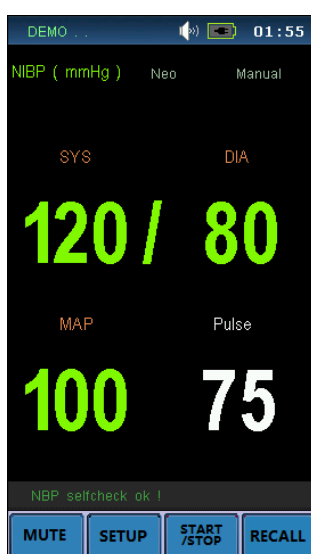 DEMO . . 01:55
NIBP ( mmHg ) Neo Manual
SYS DIA
120 / 80
MAP Pulse
100 75
NBP selfcheck ok !
MUTE SETUP START /STOP RECALL